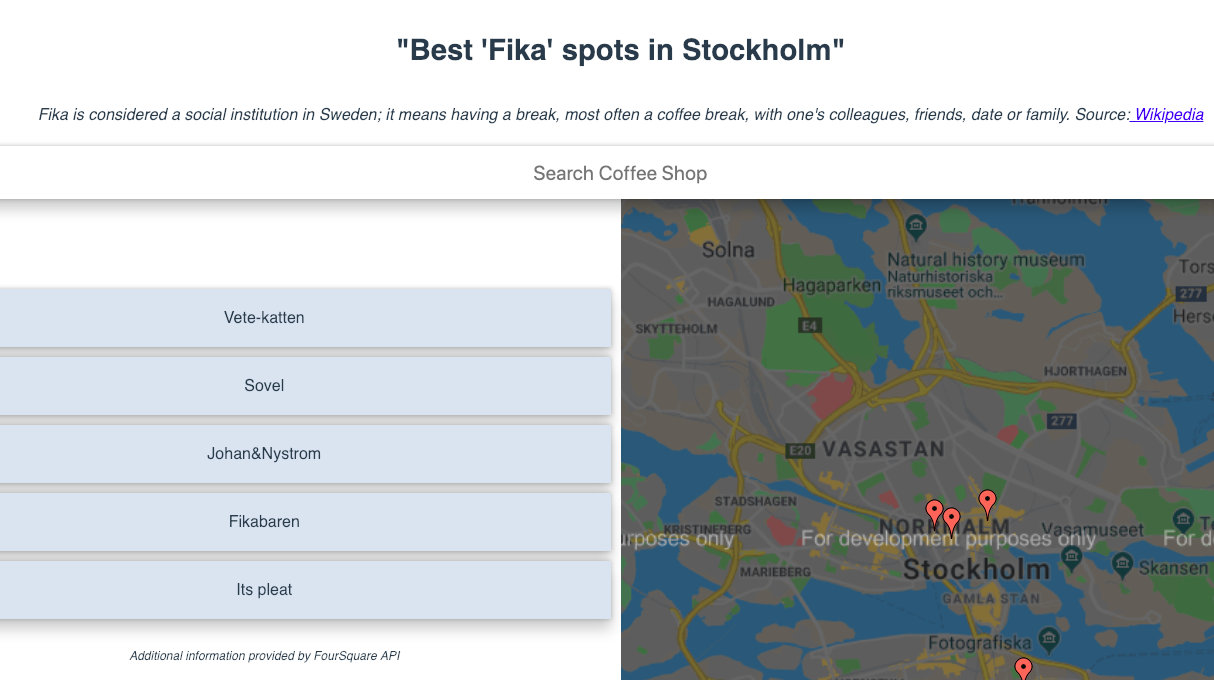 "Best 'Fika' spots in Stockholm"
Fika is considered a social institution in Sweden; it means having a break, most often a coffee break, with one's colleagues, friends, date or family. Source: Wikipedia
Search Coffee Shop
Vete-katten
Sovel
Johan&Nystrom
Fikabaren
Its pleat
Additional information provided by FourSquare API
Solna
Natural history museum
Naturhistoriska
riksmuseet och...
Tors
Hagaparken
277
HAGALUND
Herse
SKYTTEHOLM
E4
HJORTHAGEN
277
E20
VASASTAN
STADSHAGEN
KRISTINEBERG
NORRMALM
Vasamuseet
urposes only
For development purposes only
For d
MARIEBERG
Stockholm
Skansen
GAMLA STAN
Fotografiska